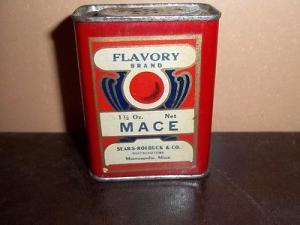 FLAVORY
BRAND
1½ Oz. Net
MACE
SEARS-ROEBUCK & CO.
DISTRIBUTORS
Minneapolis, Minn.